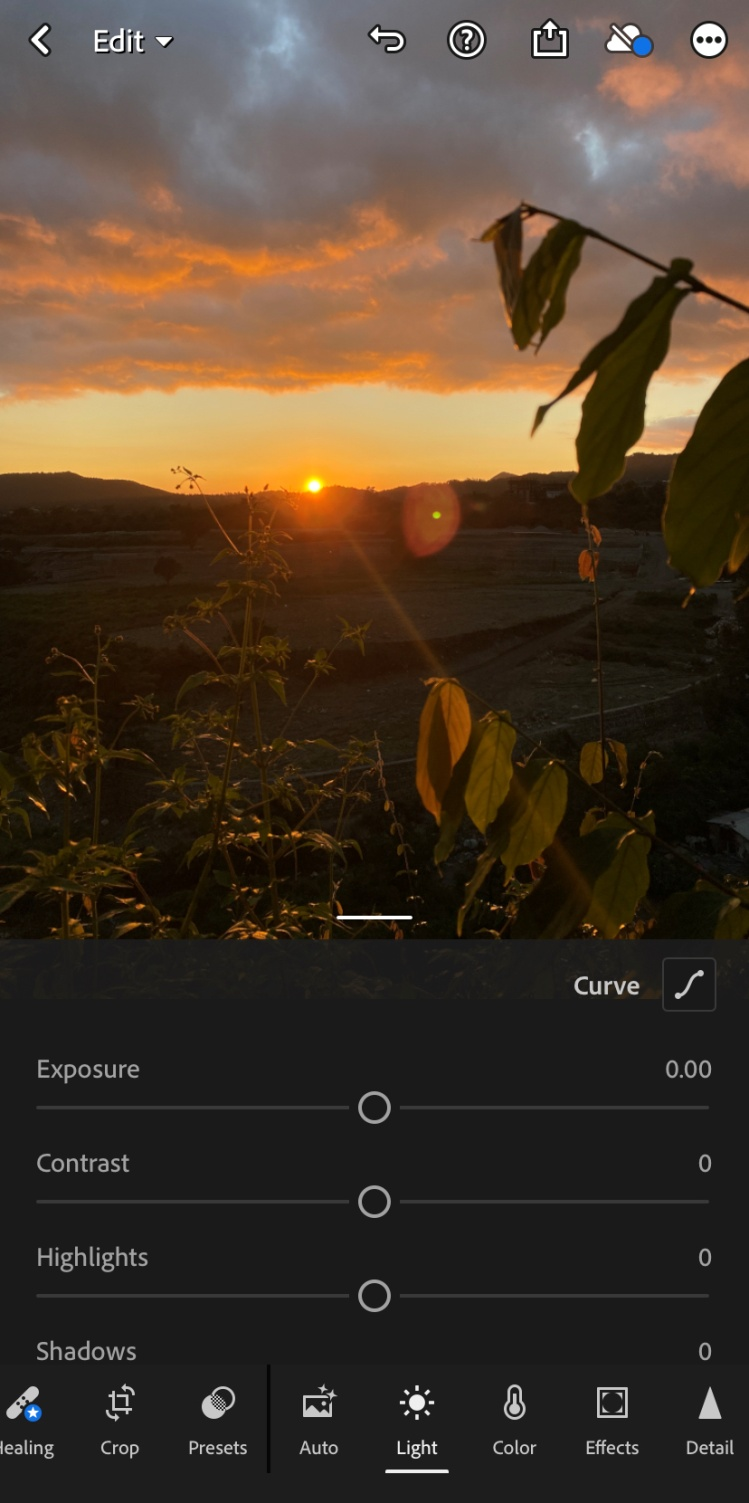 Edit
Curve
Exposure 0.00
Contrast 0
Highlights 0
Shadows 0
Healing Crop Presets Auto Light Color Effects Detail